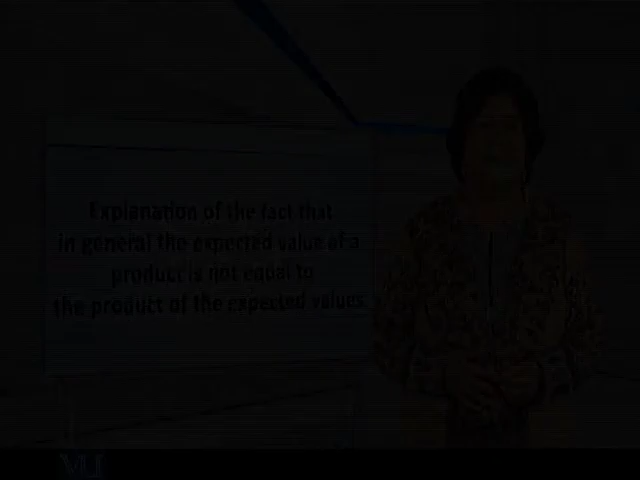 Explanation of the fact that
in general the expected value of a
product is not equal to
the product of the expected values.
VU